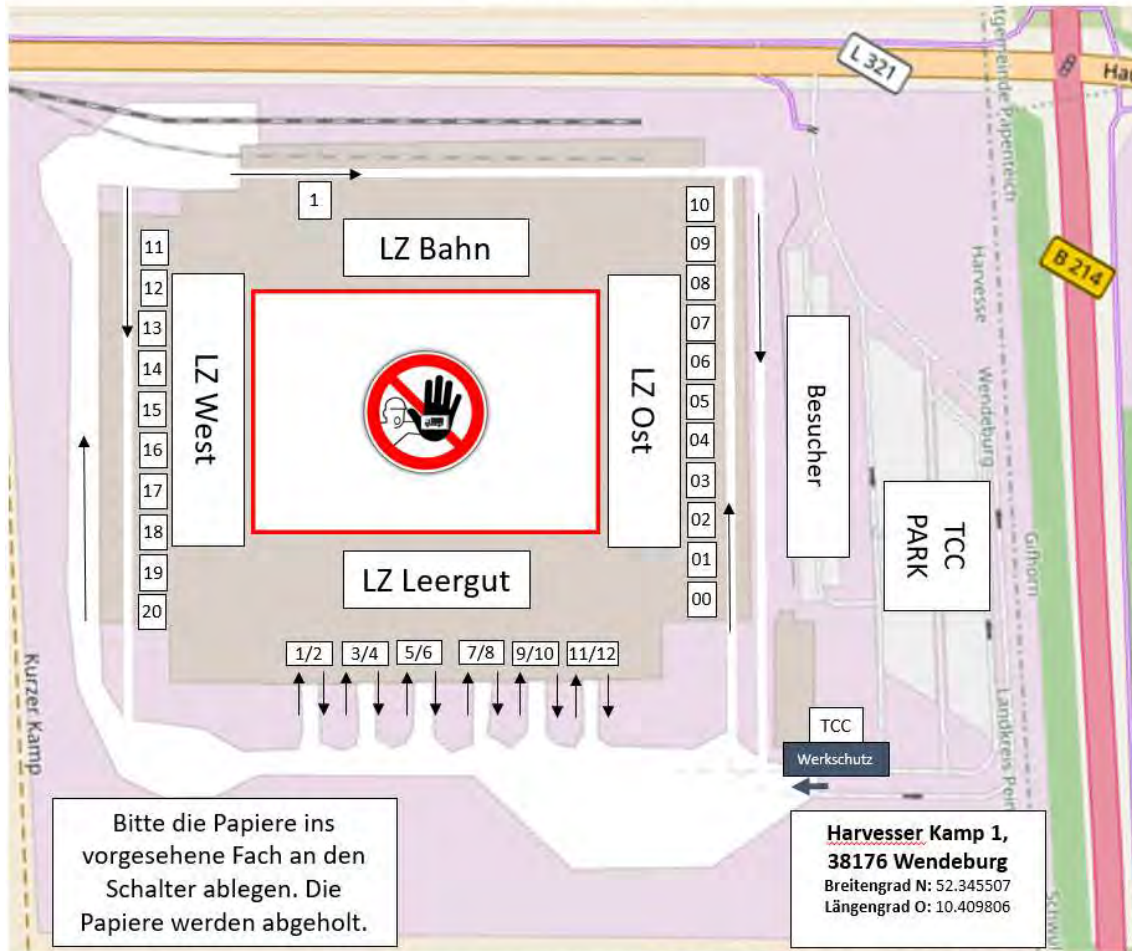 L 321
Hau
tgemeinde Papenteich
B 214
1
LZ Bahn
10
09
08
07
06
05
04
03
02
01
00
11
12
13
14
15
16
17
18
19
20
LZ West
LZ Ost
Besucher
Harvesse
Wendeburg
TCC
PARK
Gifhorn
LZ Leergut
1/2
3/4
5/6
7/8
9/10
11/12
Kurzer Kamp
TCC
Werkschutz
Landkreis Pein
Bitte die Papiere ins
vorgesehene Fach an den
Schalter ablegen. Die
Papiere werden abgeholt.
Harvesser Kamp 1,
38176 Wendeburg
Breitengrad N: 52.345507
Längengrad O: 10.409806